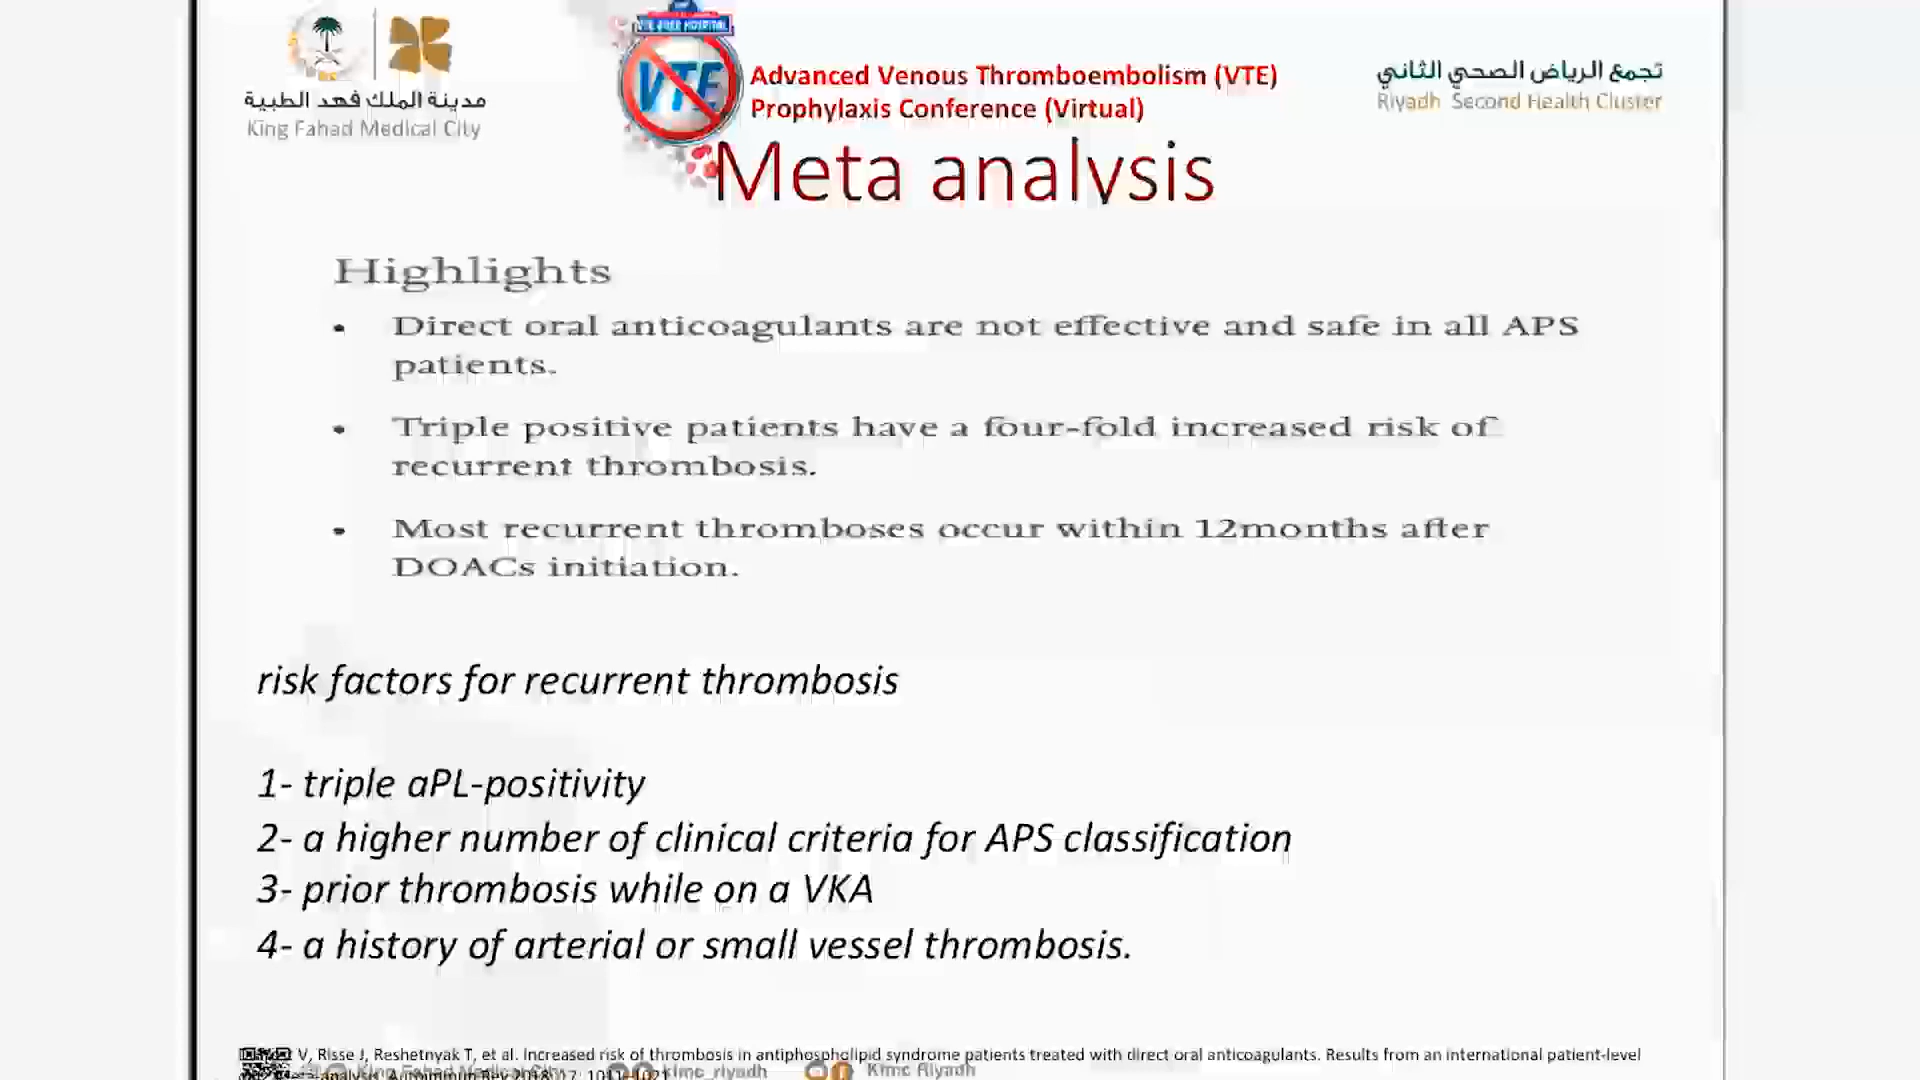 مدينة الملك فهد الطبية
King Fahad Medical City
VTE FREE HOSPITAL
VTE
Advanced Venous Thromboembolism (VTE)
Prophylaxis Conference (Virtual)
تجمع الرياض الصحي الثاني
Riyadh Second Health Cluster
Meta analysis
Highlights
• Direct oral anticoagulants are not effective and safe in all APS
patients.
• Triple positive patients have a four-fold increased risk of
recurrent thrombosis.
• Most recurrent thromboses occur within 12months after
DOACs initiation.
risk factors for recurrent thrombosis
1- triple aPL-positivity
2- a higher number of clinical criteria for APS classification
3- prior thrombosis while on a VKA
4- a history of arterial or small vessel thrombosis.
V, Risse J, Reshetnyak T, et al. Increased risk of thrombosis in antiphospholipid syndrome patients treated with direct oral anticoagulants. Results from an international patient-level
meta-analysis. Autoimmun Rev 2018; 17: 1011–1021
King Fahad Medical City kfmc_riyadh Kfmc Riyadh